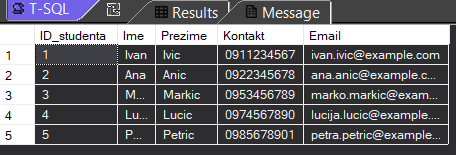 T-SQL Results Message
ID_studenta Ime Prezime Kontakt Email
1 1 Ivan Ivic 0911234567 ivan.ivic@example.com
2 2 Ana Anic 0922345678 ana.anic@example.c...
3 3 M... Markic 0953456789 marko.markic@exam...
4 4 Lu... Lucic 0974567890 lucija.lucic@example....
5 5 P... Petric 0985678901 petra.petric@example...